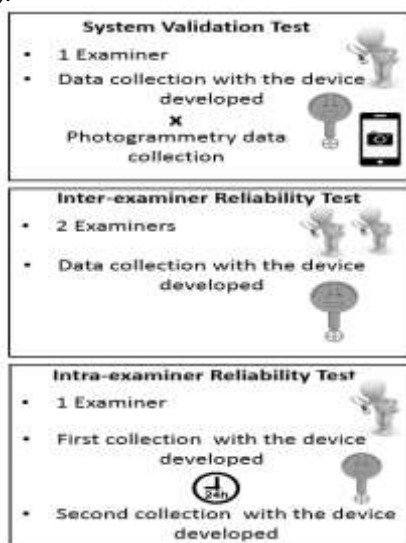 System Validation Test
• 1 Examiner
• Data collection with the device
developed
×
Photogrammetry data
collection
Inter-examiner Reliability Test
• 2 Examiners
• Data collection with the device
developed
Intra-examiner Reliability Test
• 1 Examiner
• First collection with the device
developed
24h
• Second collection with the device
developed